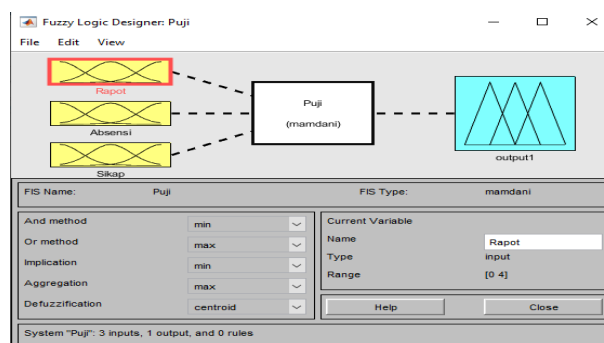 Fuzzy Logic Designer: Puji
File Edit View
Rapot
Absensi
Sikap
Puji
(mamdani)
output1
FIS Name: Puji FIS Type: mamdani
And method min
Or method max
Implication min
Aggregation max
Defuzzification centroid
Current Variable
Name Rapot
Type input
Range [0 4]
Help Close
System "Puji": 3 inputs, 1 output, and 0 rules